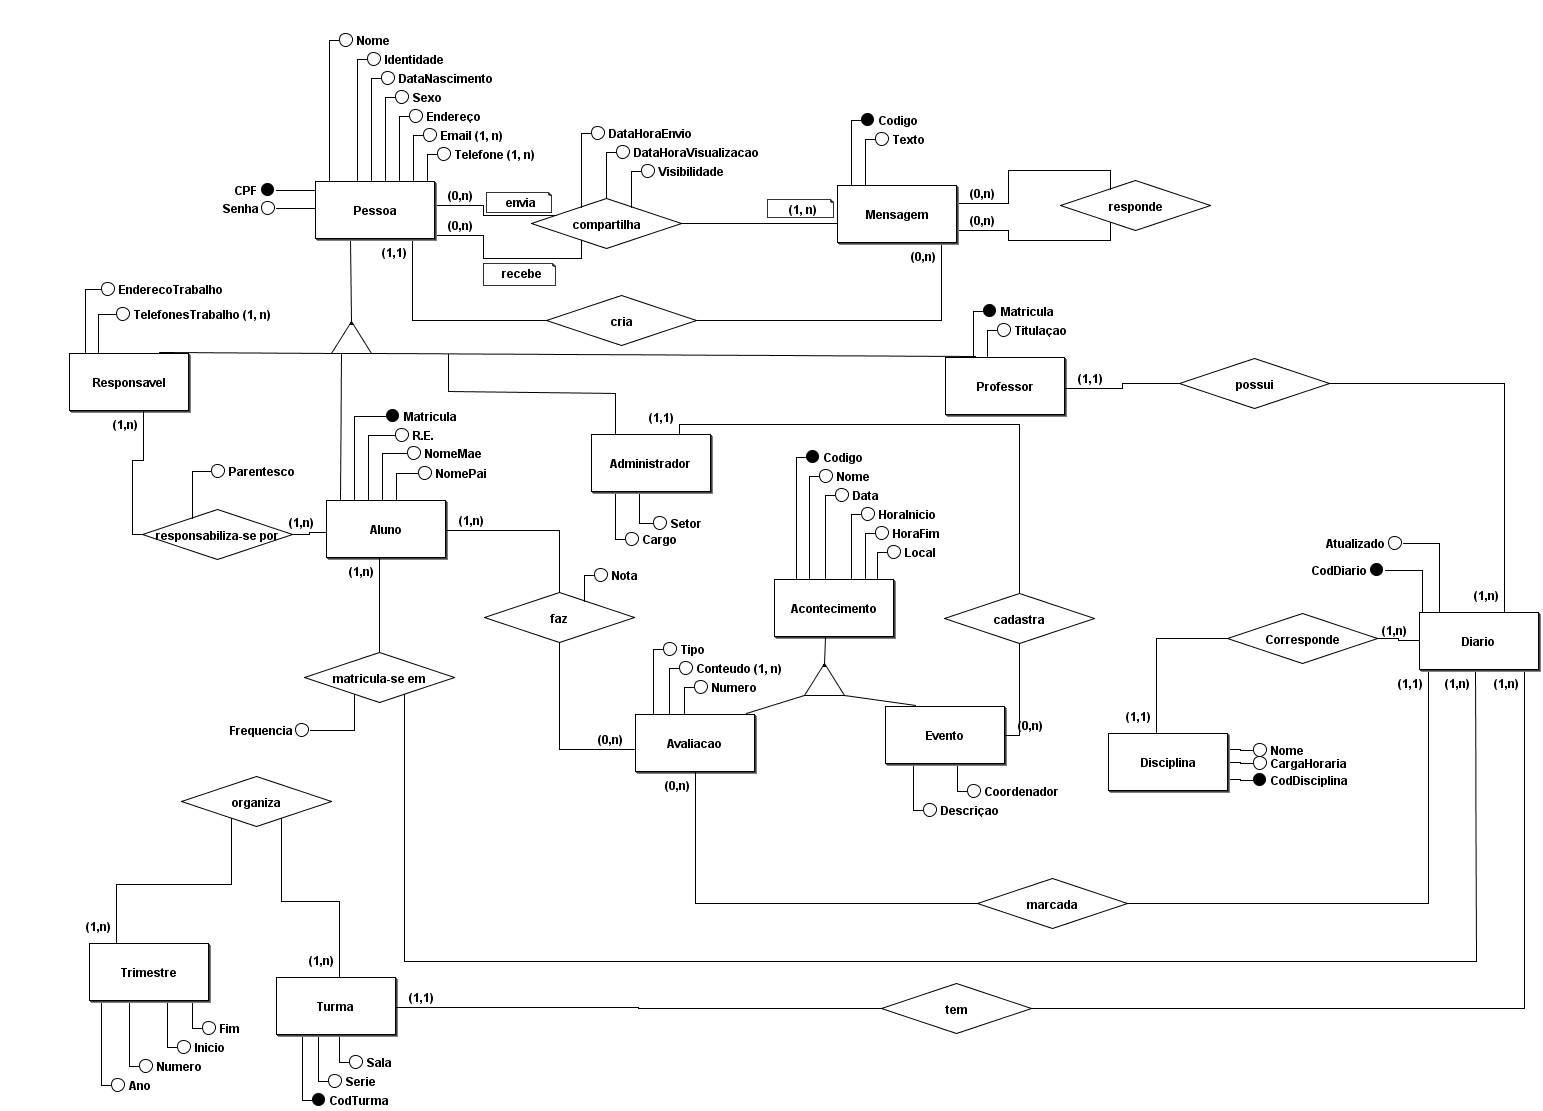 Nome
Identidade
DataNascimento
Sexo
Endereço
Email (1, n)
Telefone (1, n)
CPF
Senha
Pessoa
(0,n)
envia
(0,n)
recebe
(1,1)
DataHoraEnvio
DataHoraVisualizacao
Visibilidade
compartilha
(1, n)
Codigo
Texto
Mensagem
(0,n)
(0,n)
responde
(0,n)
cria
EnderecoTrabalho
TelefonesTrabalho (1, n)
Responsavel
(1,n)
Matricula
Titulaçao
Professor
(1,1)
possui
Parentesco
responsabiliza-se por
(1,n)
Matricula
R.E.
NomeMae
NomePai
Aluno
(1,n)
(1,n)
(1,1)
Administrador
Setor
Cargo
Codigo
Nome
Data
HoraInicio
HoraFim
Local
Acontecimento
cadastra
Nota
faz
Atualizado
CodDiario
(1,n)
Diario
Corresponde
(1,n)
(1,1)
(1,n)
(1,n)
matricula-se em
Frequencia
Tipo
Conteudo (1, n)
Numero
(0,n)
Avaliacao
(0,n)
Evento
(0,n)
Coordenador
Descriçao
(1,1)
Disciplina
Nome
CargaHoraria
CodDisciplina
organiza
marcada
(1,n)
Trimestre
Fim
Inicio
Numero
Ano
(1,n)
Turma
(1,1)
tem
Sala
Serie
CodTurma